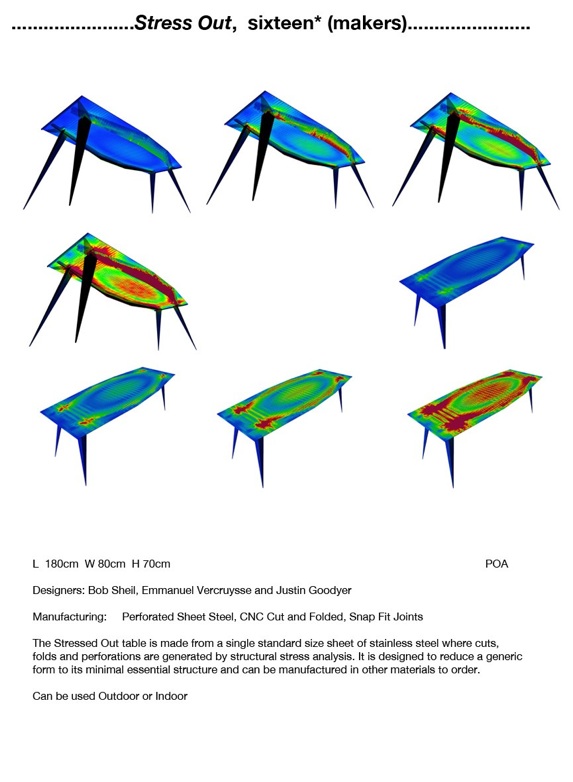 .......................Stress Out,  sixteen* (makers).......................
L  180cm  W 80cm  H 70cm POA
Designers: Bob Sheil, Emmanuel Vercruysse and Justin Goodyer
Manufacturing:     Perforated Sheet Steel, CNC Cut and Folded, Snap Fit Joints
The Stressed Out table is made from a single standard size sheet of stainless steel where cuts,
folds and perforations are generated by structural stress analysis. It is designed to reduce a generic
form to its minimal essential structure and can be manufactured in other materials to order.
Can be used Outdoor or Indoor